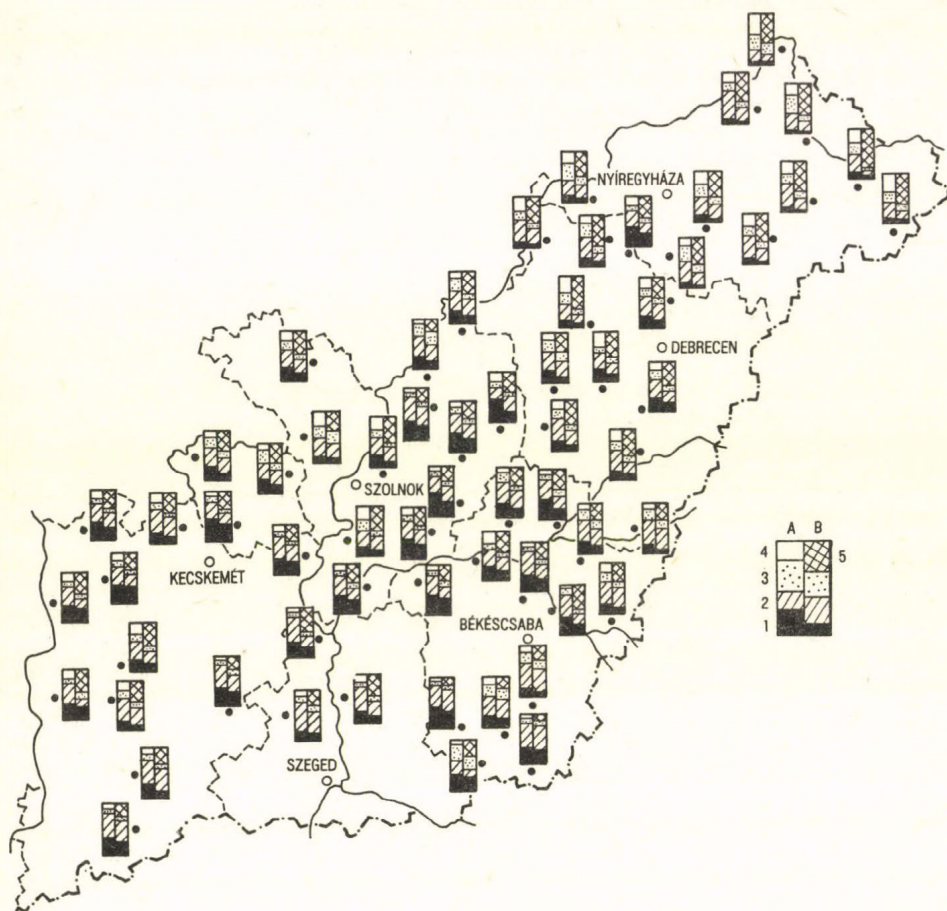 NYÍREGYHÁZA
DEBRECEN
SZOLNOK
KECSKEMÉT
BÉKÉSCSABA
SZEGED
A B
4 5
3
2
1